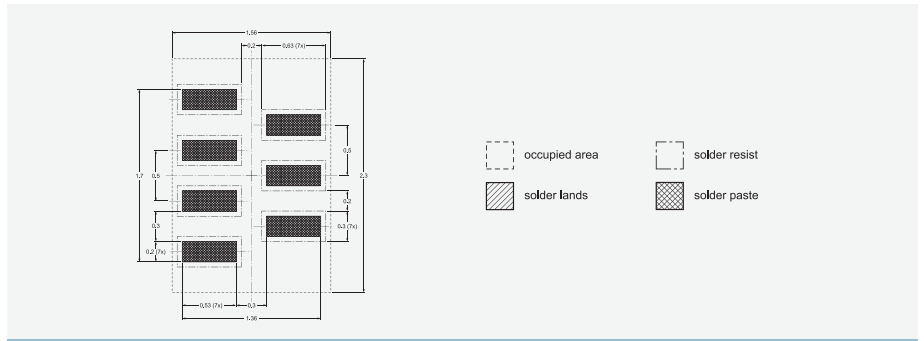 1.56
0.2
0.63 (7x)
0.5
1.7
0.5
2.3
0.2
0.3
0.3 (7x)
0.2 (7x)
0.53 (7x)
0.3
1.36
occupied area
solder resist
solder lands
solder paste